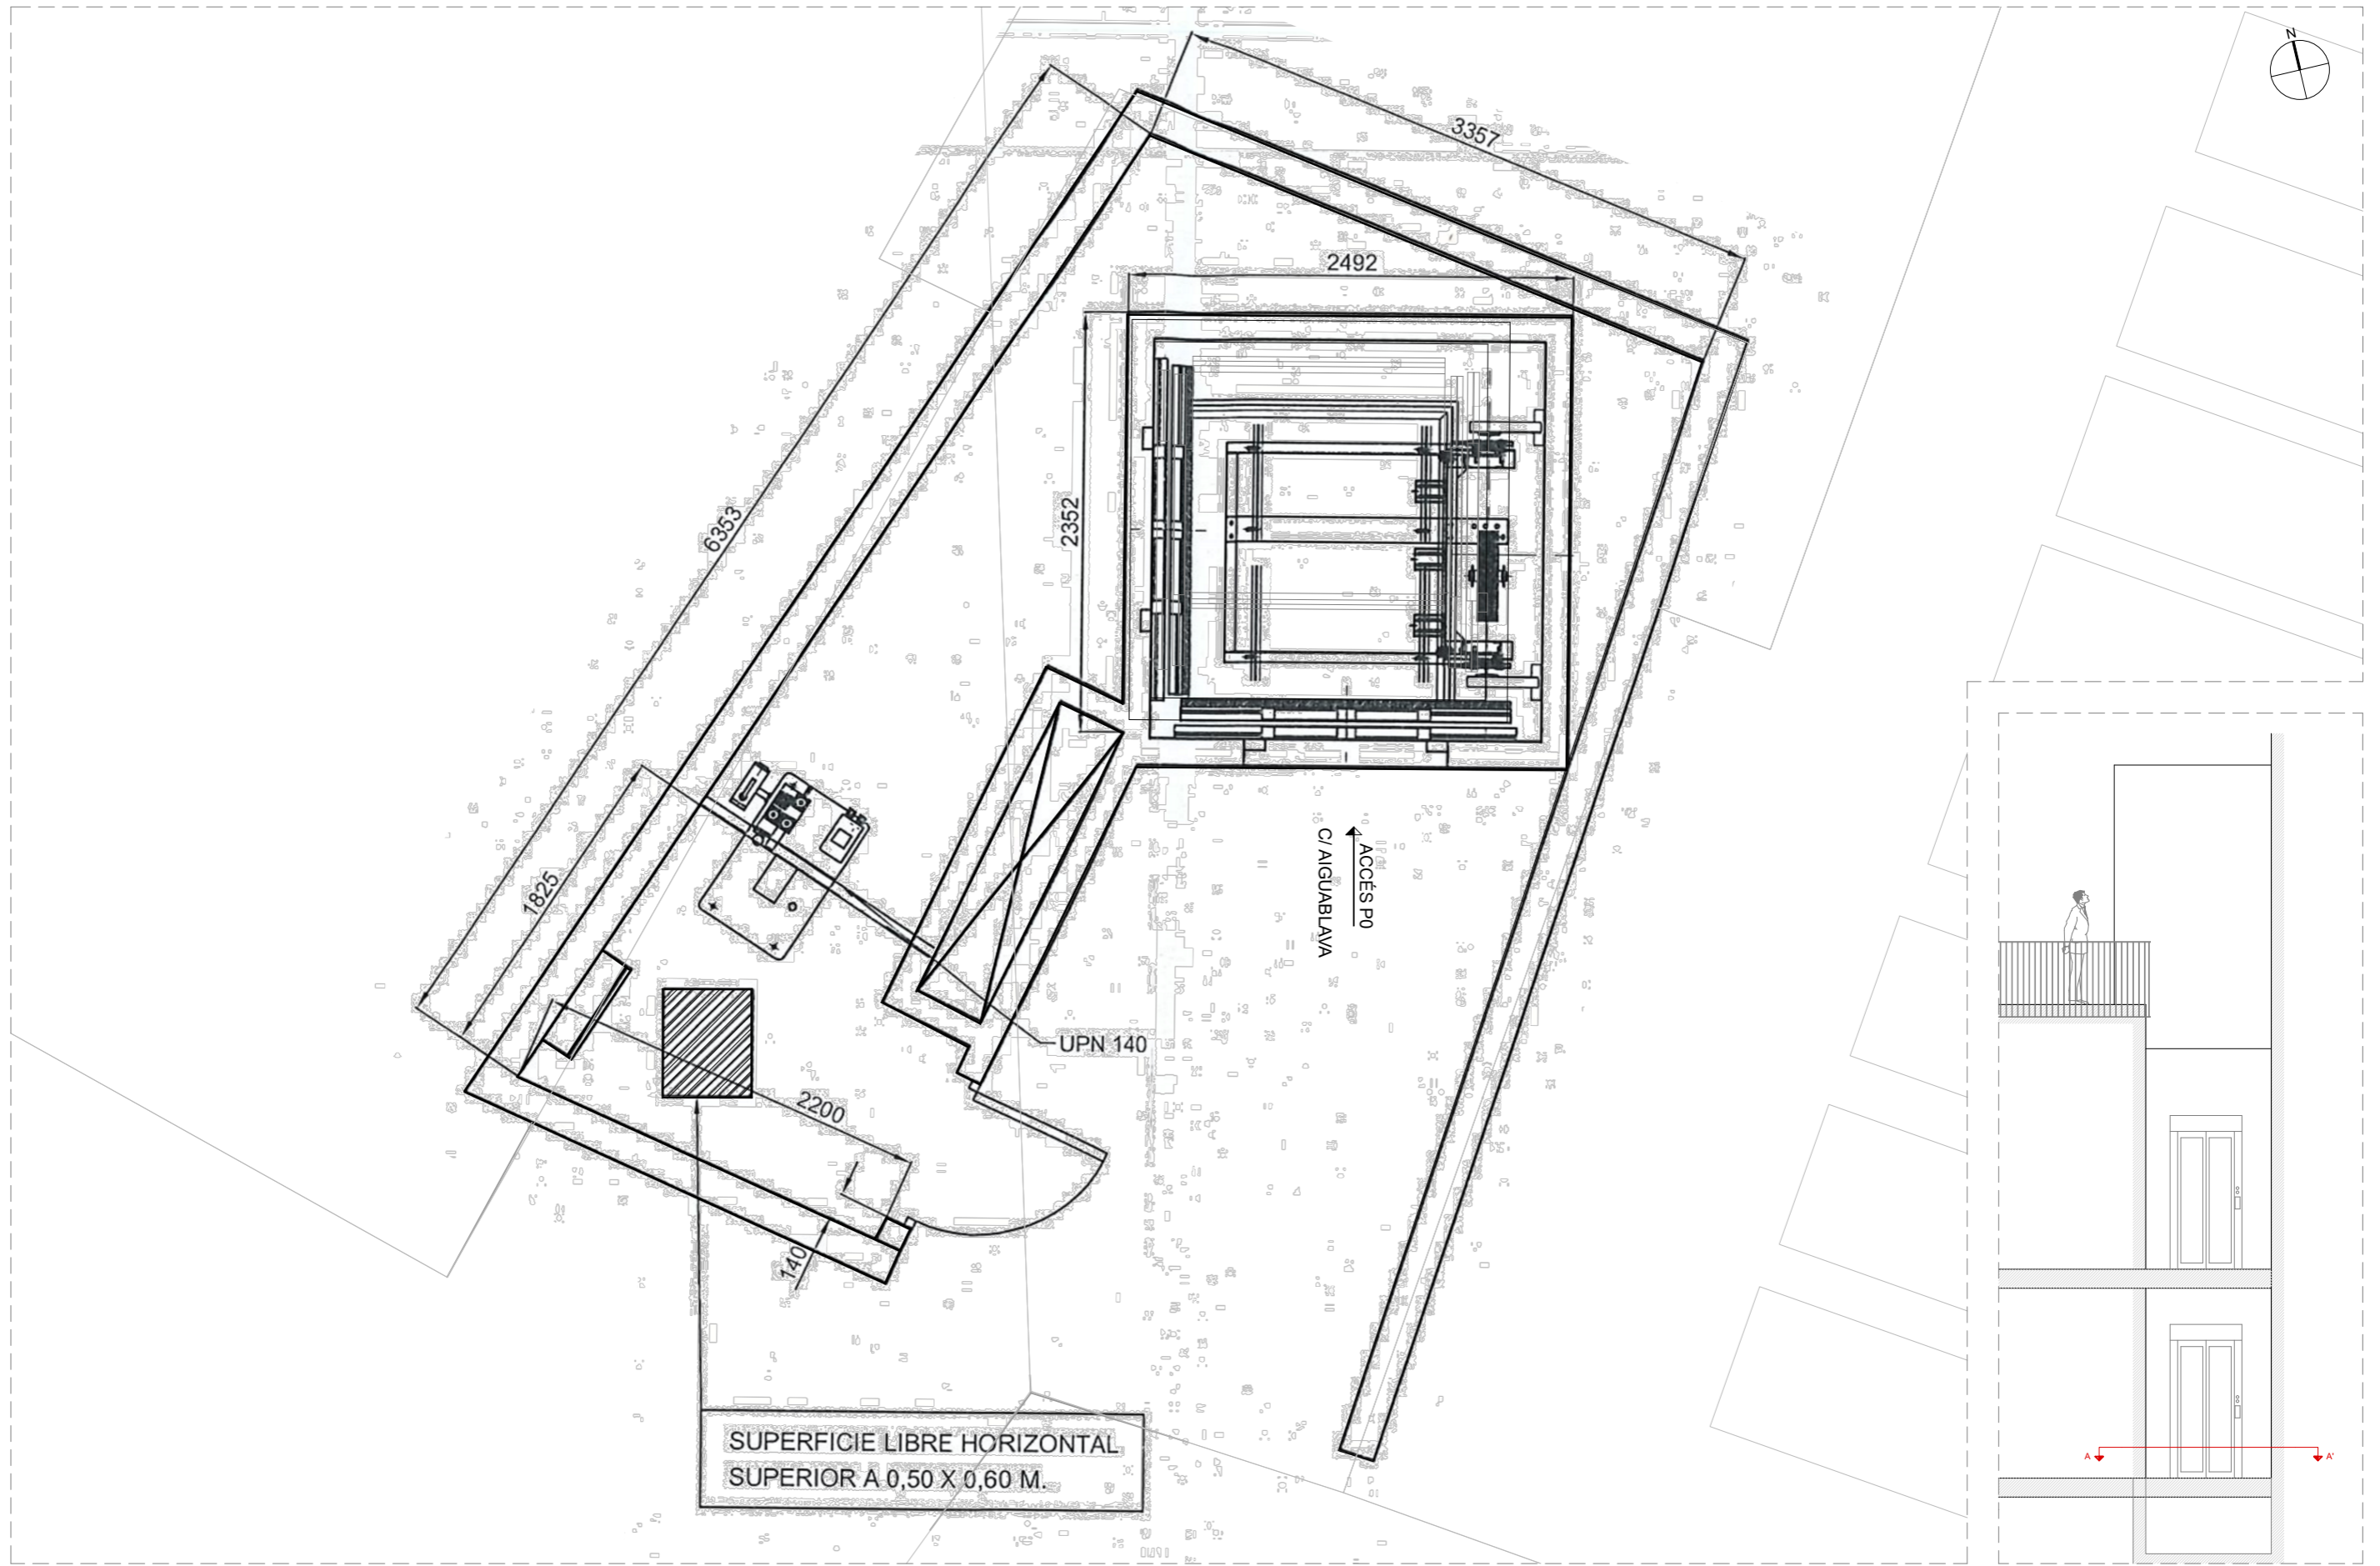 N
3357
2492
6353
2352
1825
ACCÉS P0
C/ AIGUABLAVA
UPN 140
2200
140
SUPERFICIE LIBRE HORIZONTAL
SUPERIOR A 0,50 X 0,60 M.
A
A'